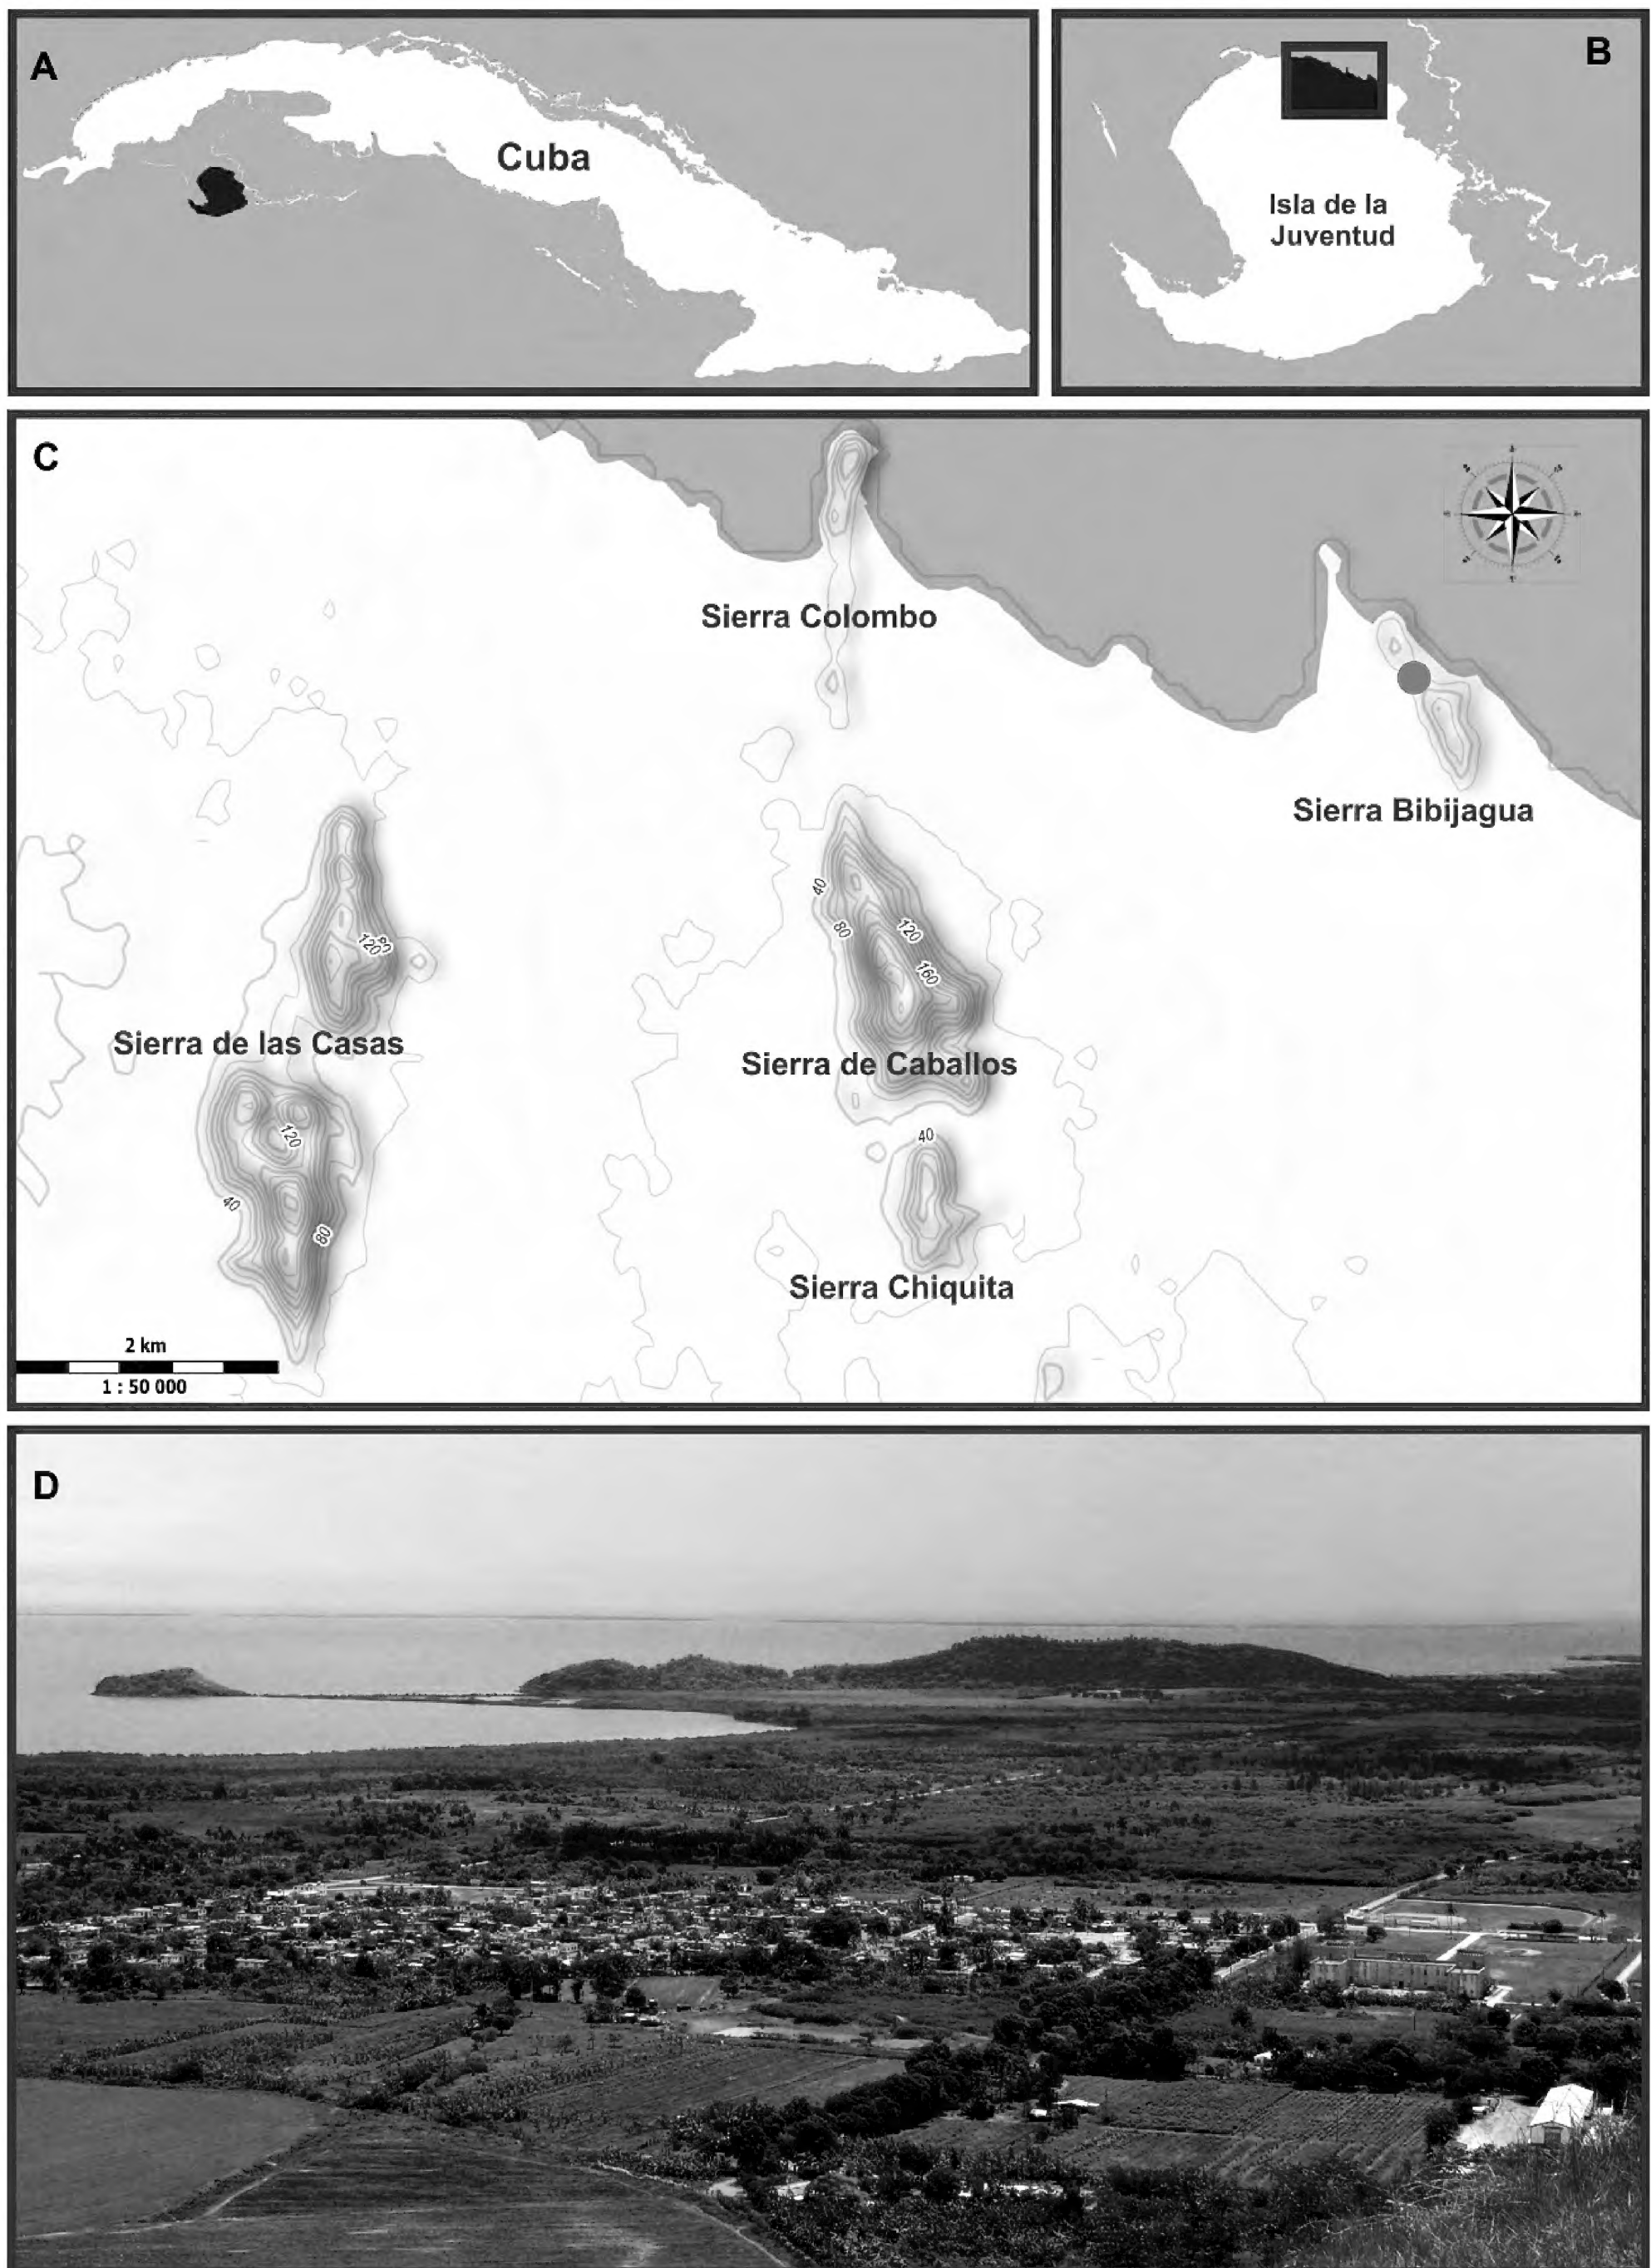 A
Cuba
B
Isla de la
Juventud
C
Sierra Colombo
Sierra Bibijagua
40
80
120
160
120
80
Sierra de las Casas
Sierra de Caballos
120
40
80
40
Sierra Chiquita
2 km
1 : 50 000
D